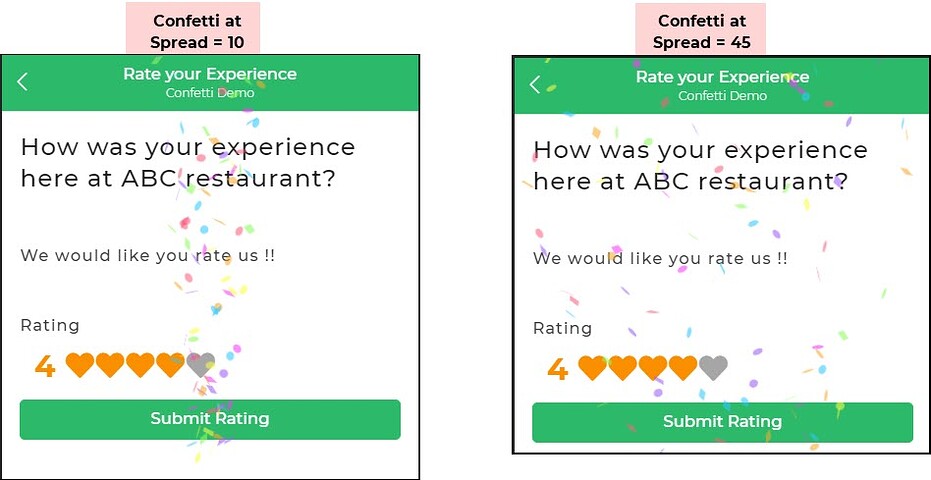 Confetti at
Spread = 10
Rate your Experience
Confetti Demo
How was your experience
here at ABC restaurant?
We would like you rate us !!
Rating
4
Submit Rating
Confetti at
Spread = 45
Rate your Experience
Confetti Demo
How was your experience
here at ABC restaurant?
We would like you rate us !!
Rating
4
Submit Rating